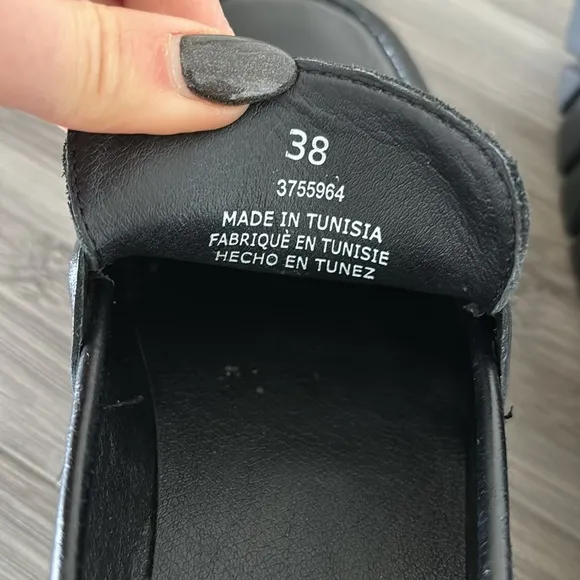 38
3755964
MADE IN TUNISIA
FABRIQUÈ EN TUNISIE
HECHO EN TUNEZ